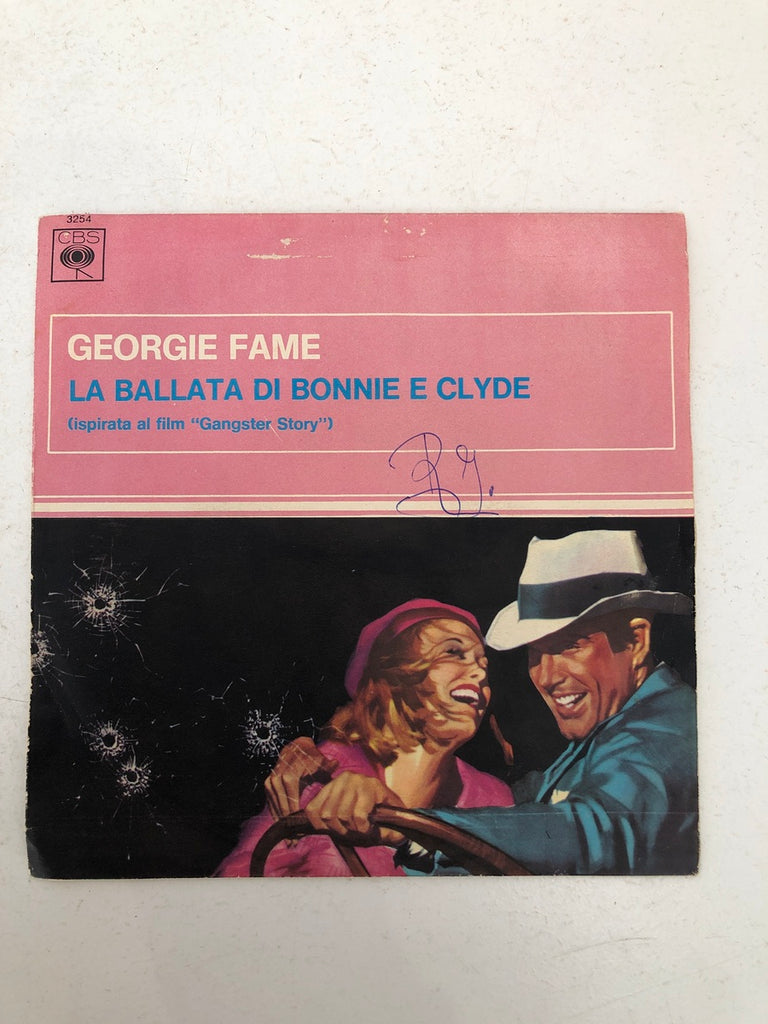 3254
CBS
GEORGIE FAME
LA BALLATA DI BONNIE E CLYDE
(ispirata al film "Gangster Story")